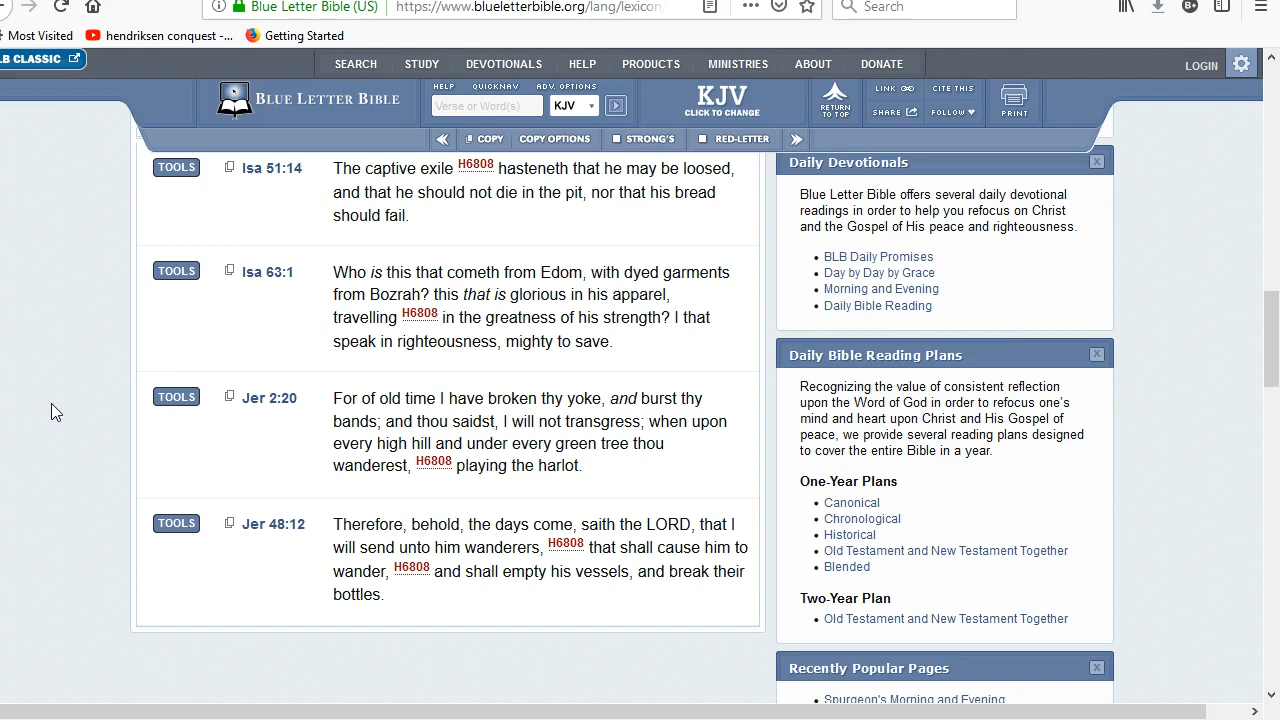 Blue Letter Bible (US) https://www.blueletterbible.org/lang/lexicon/ Search
Most Visited hendriksen conquest -... Getting Started
LB CLASSIC
SEARCH STUDY DEVOTIONALS HELP PRODUCTS MINISTRIES ABOUT DONATE LOGIN
BLUE LETTER BIBLE
HELP QUICKNAV ADV. OPTIONS
Verse or Word(s) KJV
KJV
CLICK TO CHANGE
RETURN
TO TOP
LINK CITE THIS
SHARE FOLLOW
PRINT
COPY COPY OPTIONS STRONG'S RED-LETTER
TOOLS Isa 51:14 The captive exile H6808 hasteneth that he may be loosed,
and that he should not die in the pit, nor that his bread
should fail.
TOOLS Isa 63:1 Who is this that cometh from Edom, with dyed garments
from Bozrah? this that is glorious in his apparel,
travelling H6808 in the greatness of his strength? I that
speak in righteousness, mighty to save.
TOOLS Jer 2:20 For of old time I have broken thy yoke, and burst thy
bands; and thou saidst, I will not transgress; when upon
every high hill and under every green tree thou
wanderest, H6808 playing the harlot.
TOOLS Jer 48:12 Therefore, behold, the days come, saith the LORD, that I
will send unto him wanderers, H6808 that shall cause him to
wander, H6808 and shall empty his vessels, and break their
bottles.
Daily Devotionals
Blue Letter Bible offers several daily devotional
readings in order to help you refocus on Christ
and the Gospel of His peace and righteousness.
BLB Daily Promises
Day by Day by Grace
Morning and Evening
Daily Bible Reading
Daily Bible Reading Plans
Recognizing the value of consistent reflection
upon the Word of God in order to refocus one's
mind and heart upon Christ and His Gospel of
peace, we provide several reading plans designed
to cover the entire Bible in a year.
One-Year Plans
Canonical
Chronological
Historical
Old Testament and New Testament Together
Blended
Two-Year Plan
Old Testament and New Testament Together
Recently Popular Pages
Spurgeon's Morning and Evening